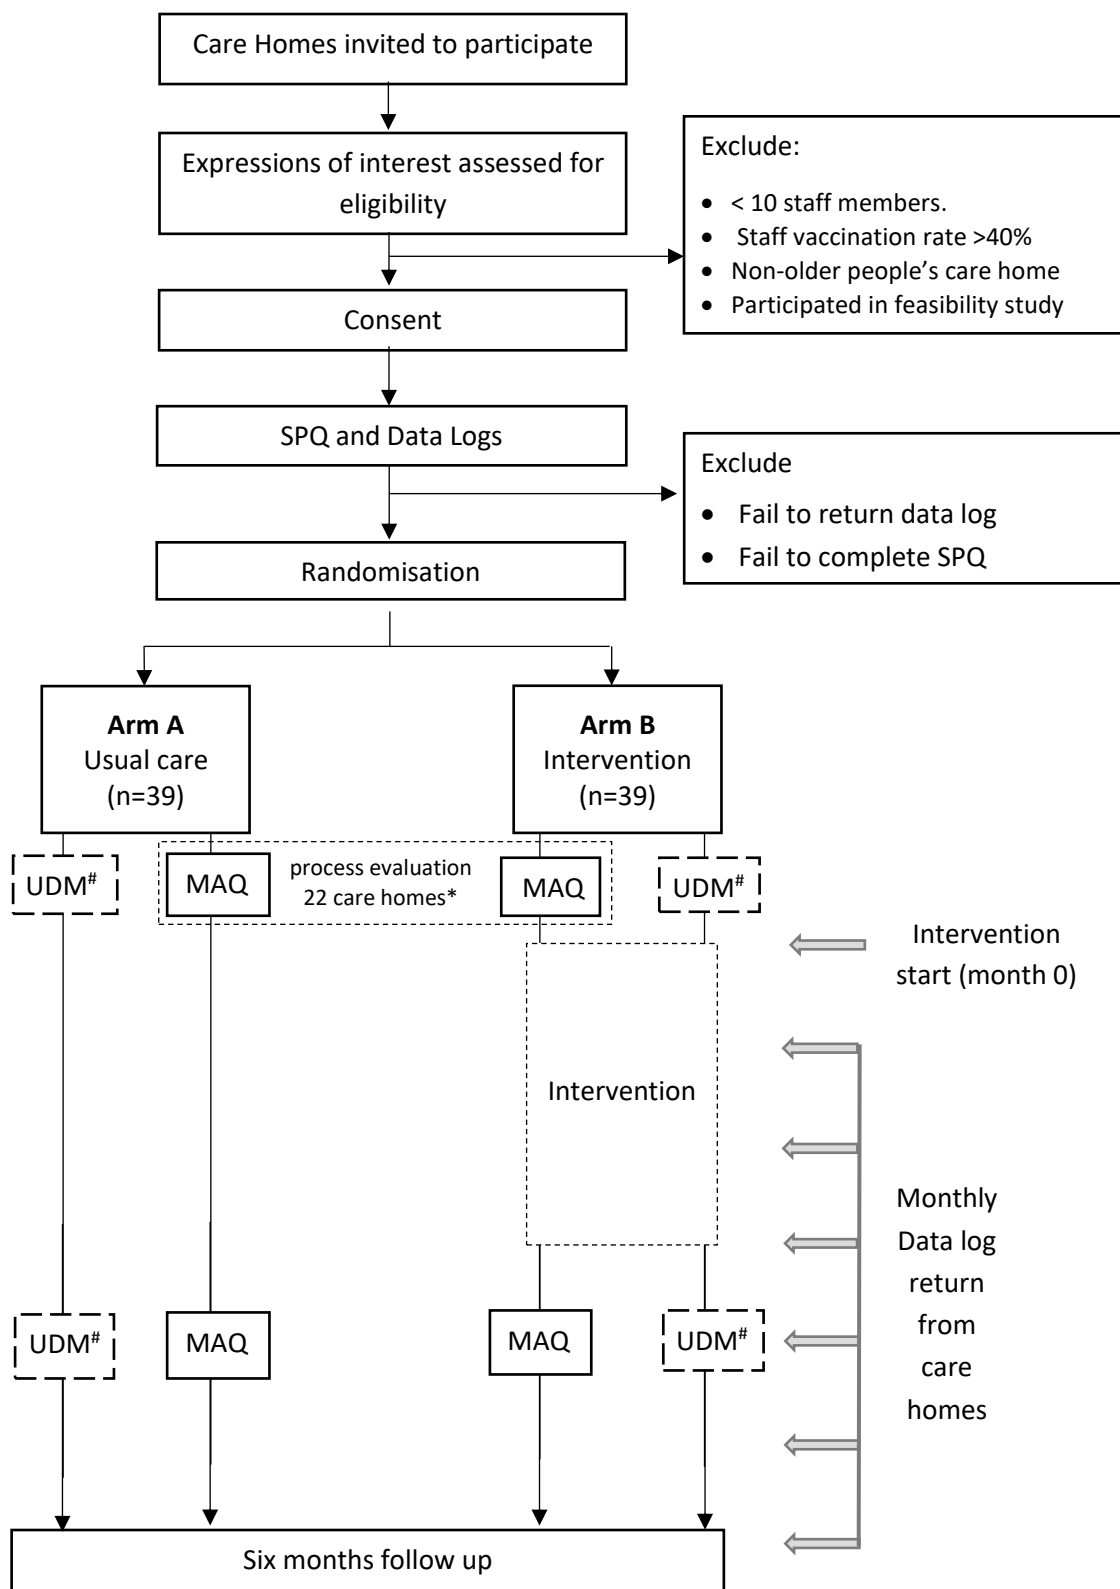 Care Homes invited to participate
Expressions of interest assessed for
eligibility
Exclude:
• < 10 staff members.
• Staff vaccination rate >40%
• Non-older people’s care home
• Participated in feasibility study
Consent
SPQ and Data Logs
Exclude
• Fail to return data log
• Fail to complete SPQ
Randomisation
Arm A
Usual care
(n=39)
Arm B
Intervention
(n=39)
UDM#
MAQ
process evaluation
22 care homes*
MAQ
UDM#
Intervention
start (month 0)
Intervention
Monthly
Data log
return
from
care
homes
UDM#
MAQ
MAQ
UDM#
Six months follow up